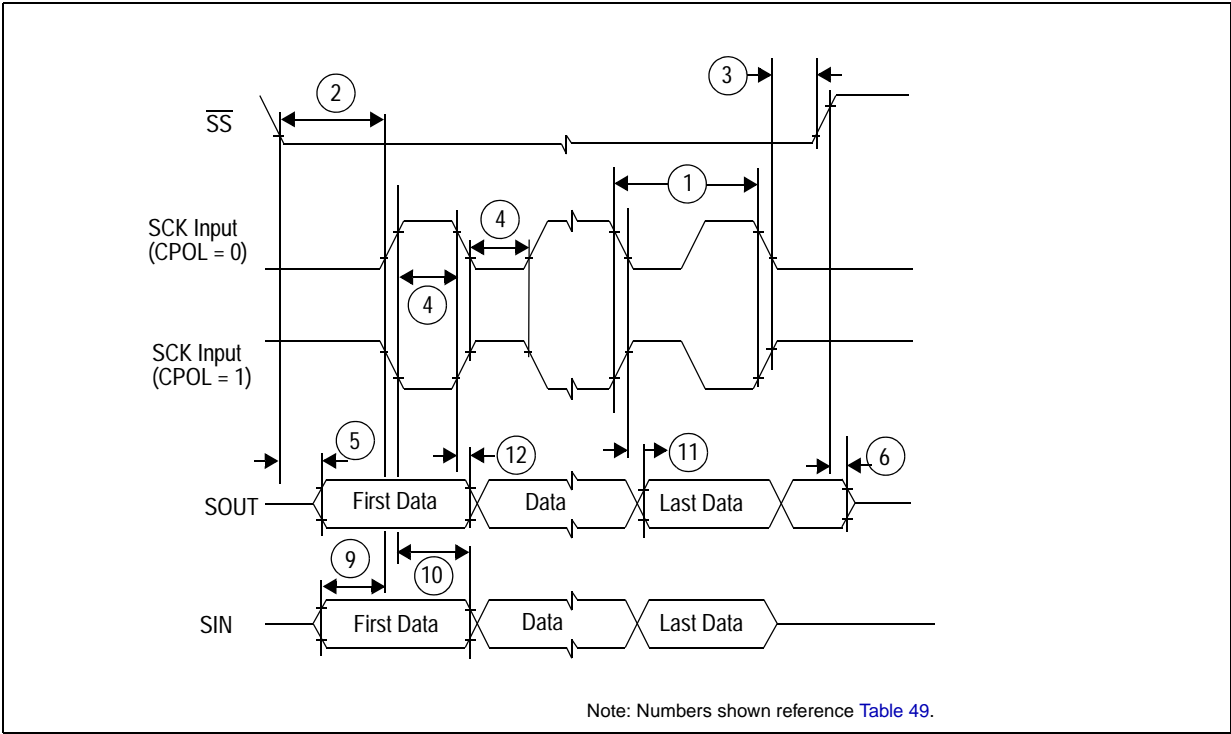 3
2
SS
1
SCK Input
(CPOL = 0)
4
4
SCK Input
(CPOL = 1)
5
12
11
6
SOUT
First Data
Data
Last Data
9
10
SIN
First Data
Data
Last Data
Note: Numbers shown reference Table 49.